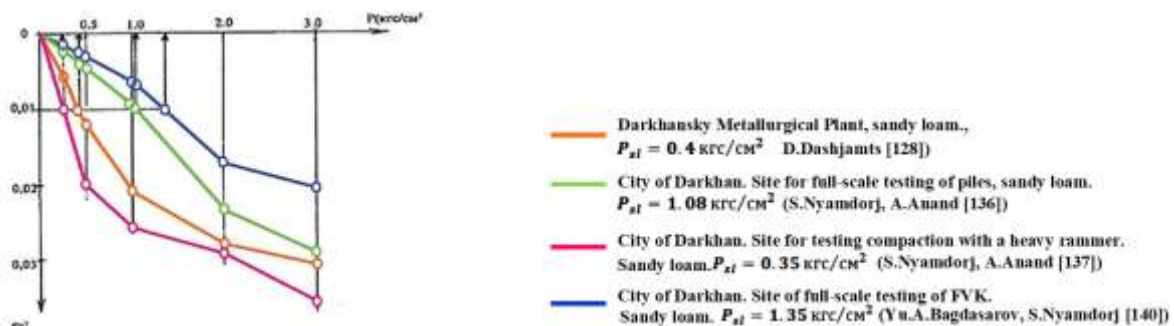 0 0.5 1.0 2.0 3.0 P(кгс/см²
0,01
0,02
0,03
Darkhansky Metallurgical Plant, sandy loam.,
P_sl = 0.4 кгс/см² D.Dashjamts [128])
City of Darkhan. Site for full-scale testing of piles, sandy loam.
P_sl = 1.08 кгс/см² (S.Nyamdorj, A.Anand [136])
City of Darkhan. Site for testing compaction with a heavy rammer.
Sandy loam. P_sl = 0.35 кгс/см² (S.Nyamdorj, A.Anand [137])
City of Darkhan. Site of full-scale testing of FVK.
Sandy loam. P_sl = 1.35 кгс/см² (Yu.A.Bagdasarov, S.Nyamdorj [140])